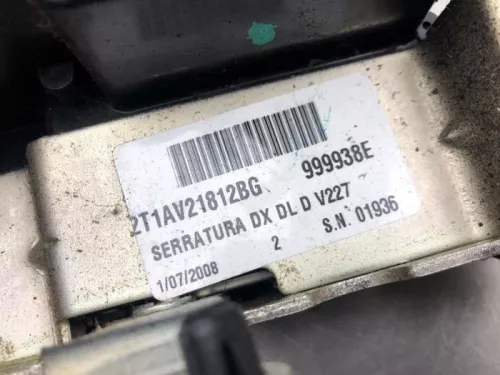 2T1AV21812BG 999938E
SERRATURA DX DL D V227
1/07/2008 2 S.N. 01936